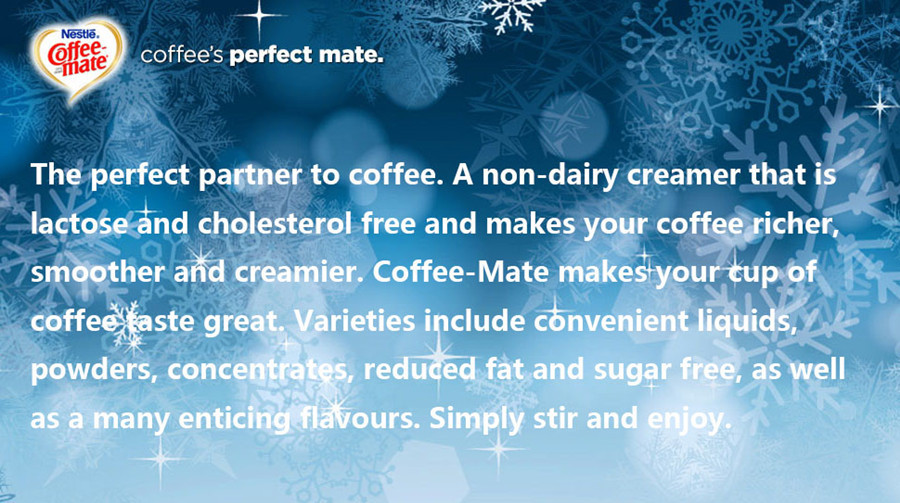 Nestlé®
Coffee-
mate®
coffee's perfect mate.
The perfect partner to coffee. A non-dairy creamer that is
lactose and cholesterol free and makes your coffee richer,
smoother and creamier. Coffee-Mate makes your cup of
coffee taste great. Varieties include convenient liquids,
powders, concentrates, reduced fat and sugar free, as well
as a many enticing flavours. Simply stir and enjoy.